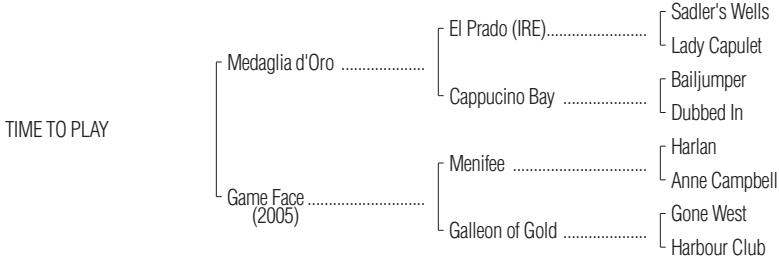 Sadler's Wells
El Prado (IRE)........................
Lady Capulet
Medaglia d'Oro ....................
Bailjumper
Cappucino Bay ....................
Dubbed In
TIME TO PLAY
Harlan
Menifee ................................
Anne Campbell
Game Face ............................
(2005)
Gone West
Galleon of Gold ....................
Harbour Club